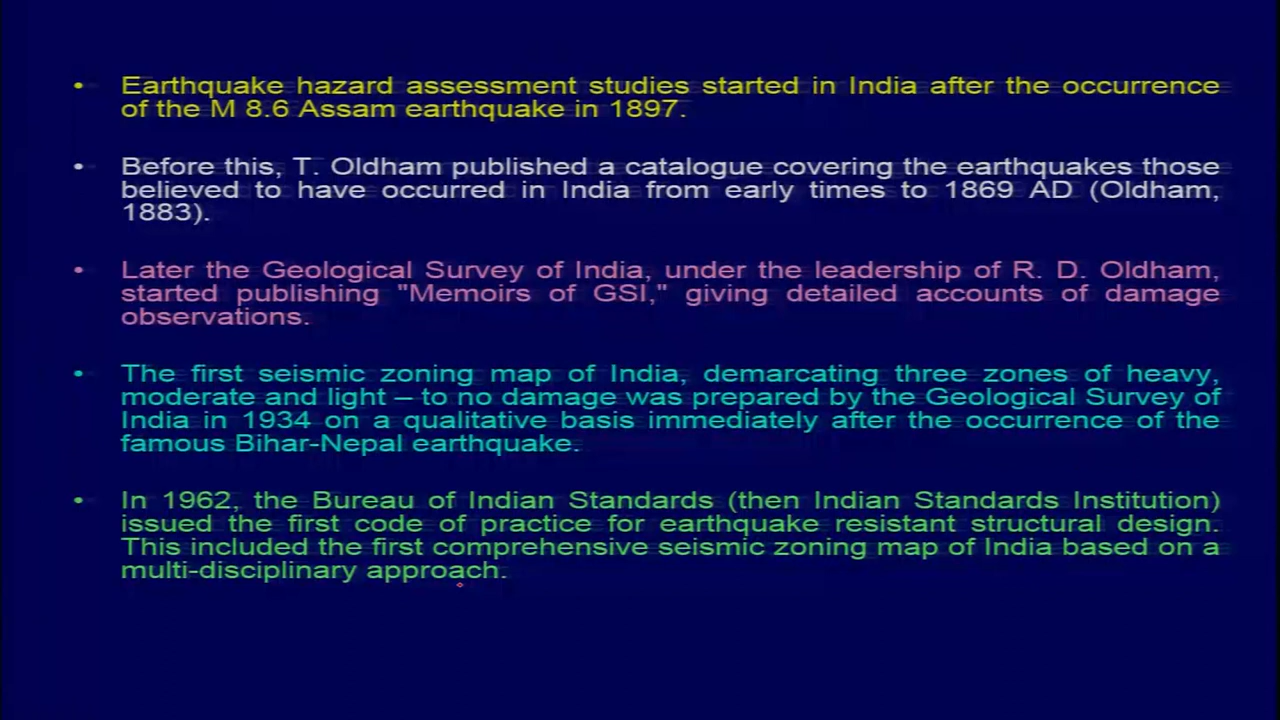 • Earthquake hazard assessment studies started in India after the occurrence
of the M 8.6 Assam earthquake in 1897.
• Before this, T. Oldham published a catalogue covering the earthquakes those
believed to have occurred in India from early times to 1869 AD (Oldham,
1883).
• Later the Geological Survey of India, under the leadership of R. D. Oldham,
started publishing "Memoirs of GSI," giving detailed accounts of damage
observations.
• The first seismic zoning map of India, demarcating three zones of heavy,
moderate and light – to no damage was prepared by the Geological Survey of
India in 1934 on a qualitative basis immediately after the occurrence of the
famous Bihar-Nepal earthquake.
• In 1962, the Bureau of Indian Standards (then Indian Standards Institution)
issued the first code of practice for earthquake resistant structural design.
This included the first comprehensive seismic zoning map of India based on a
multi-disciplinary approach.